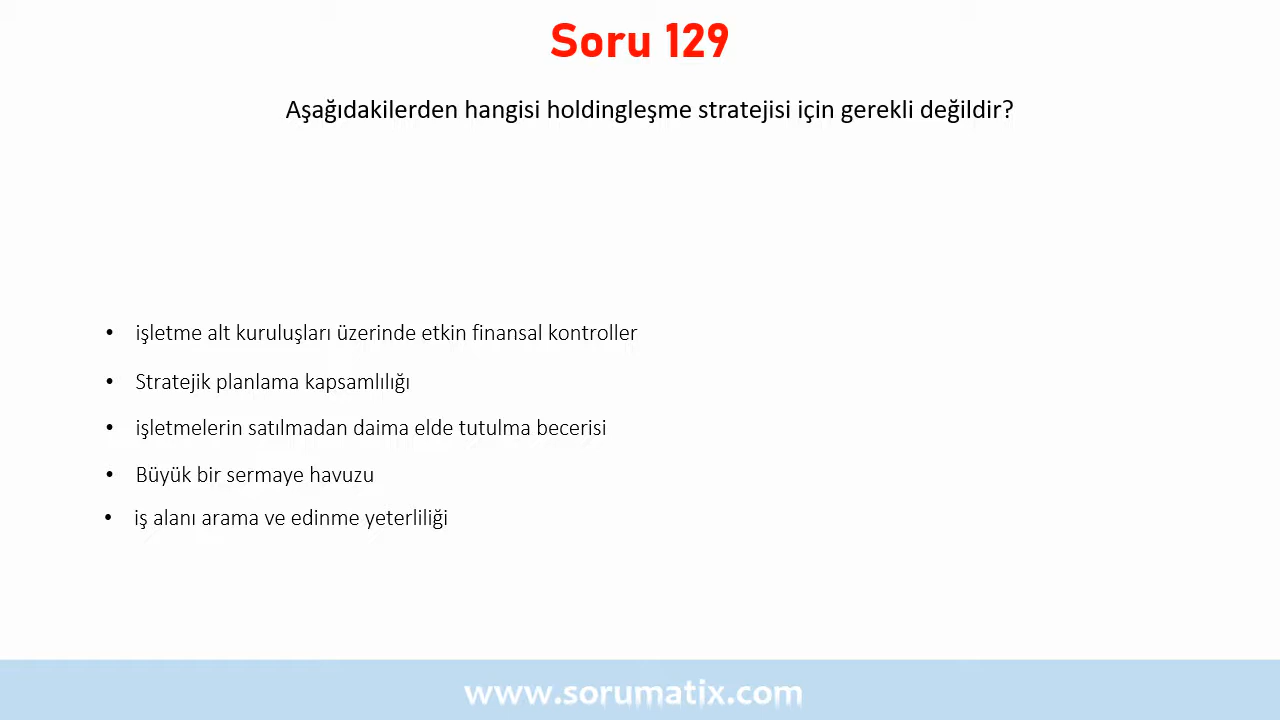 Soru 129
Aşağıdakilerden hangisi holdingleşme stratejisi için gerekli değildir?
• işletme alt kuruluşları üzerinde etkin finansal kontroller
• Stratejik planlama kapsamlılığı
• işletmelerin satılmadan daima elde tutulma becerisi
• Büyük bir sermaye havuzu
• iş alanı arama ve edinme yeterliliği
www.sorumatix.com